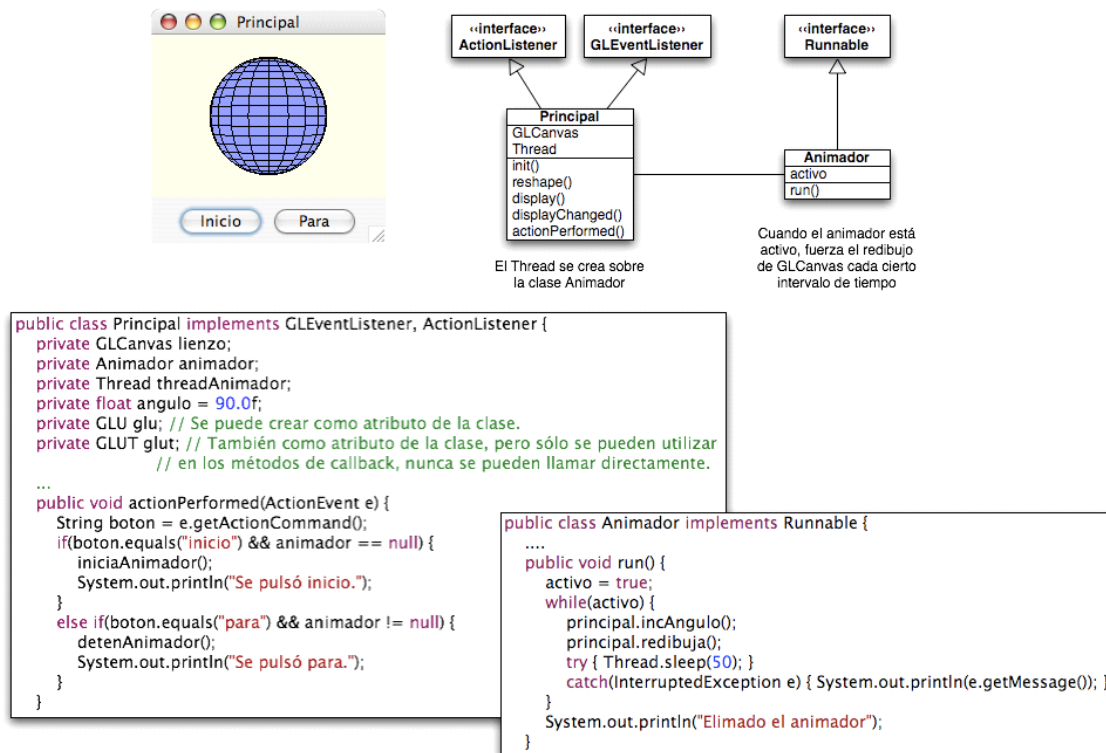 Principal
Inicio
Para
‹‹interface››
ActionListener
‹‹interface››
GLEventListener
‹‹interface››
Runnable
Principal
GLCanvas
Thread
init()
reshape()
display()
displayChanged()
actionPerformed()
Animador
activo
run()
El Thread se crea sobre
la clase Animador
Cuando el animador está
activo, fuerza el redibujo
de GLCanvas cada cierto
intervalo de tiempo
public class Principal implements GLEventListener, ActionListener {
private GLCanvas lienzo;
private Animador animador;
private Thread threadAnimador;
private float angulo = 90.0f;
private GLU glu; // Se puede crear como atributo de la clase.
private GLUT glut; // También como atributo de la clase, pero sólo se pueden utilizar
// en los métodos de callback, nunca se pueden llamar directamente.
...
public void actionPerformed(ActionEvent e) {
String boton = e.getActionCommand();
if(boton.equals("inicio") && animador == null) {
iniciaAnimador();
System.out.println("Se pulsó inicio.");
}
else if(boton.equals("para") && animador != null) {
detenAnimador();
System.out.println("Se pulsó para.");
}
}
public class Animador implements Runnable {
....
public void run() {
activo = true;
while(activo) {
principal.incAngulo();
principal.redibuja();
try { Thread.sleep(50); }
catch(InterruptedException e) { System.out.println(e.getMessage()); }
}
System.out.println("Elimado el animador");
}